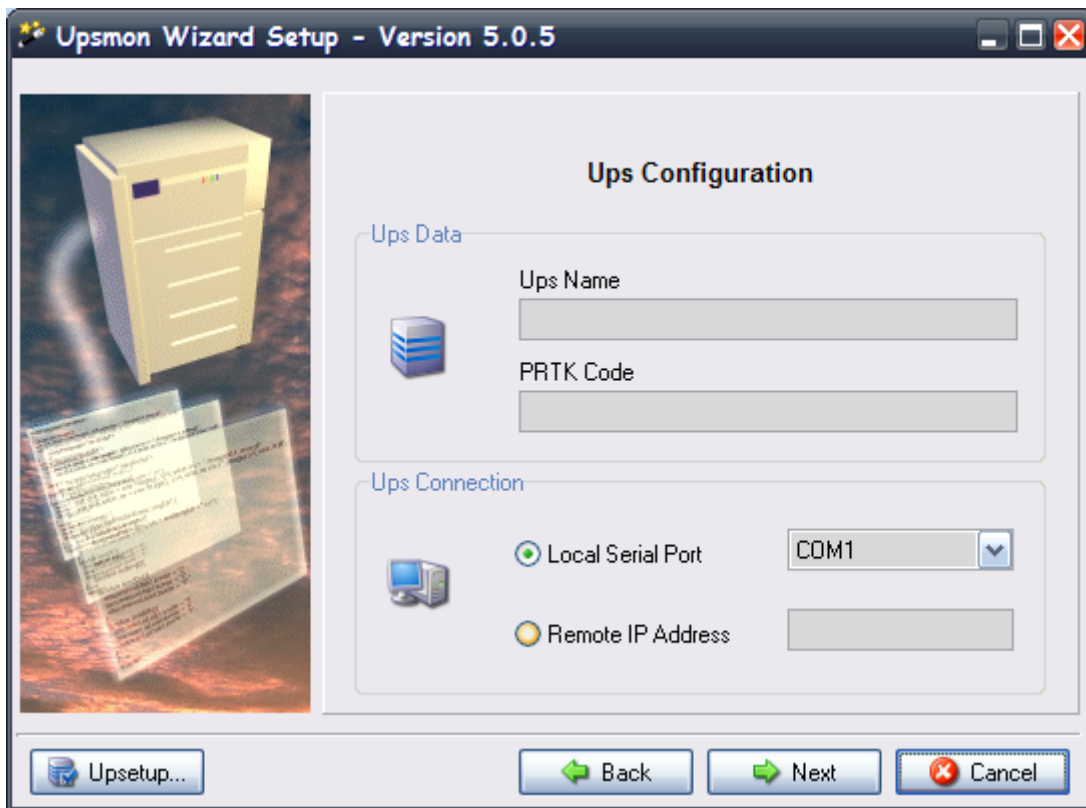 Upsmon Wizard Setup - Version 5.0.5
Ups Configuration
Ups Data
Ups Name
PRTK Code
Ups Connection
Local Serial Port
COM1
Remote IP Address
Upsetup...
Back
Next
Cancel